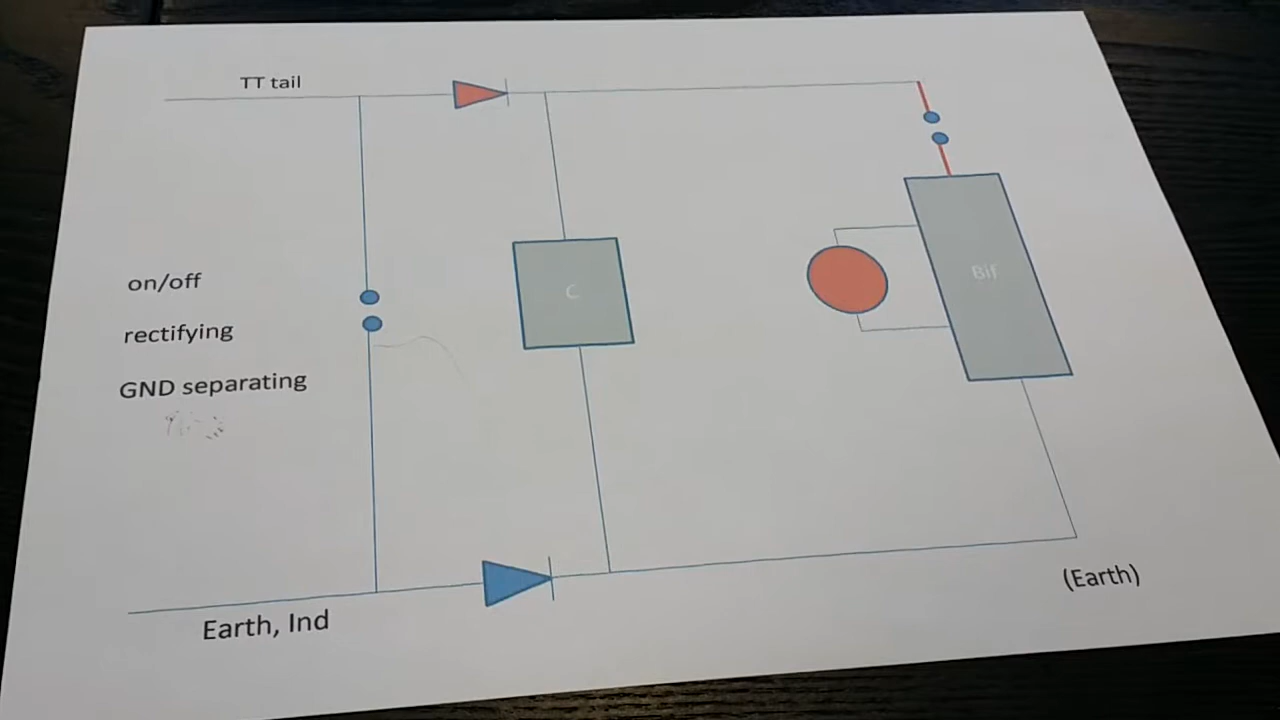 TT tail
C
Bif
on/off
rectifying
GND separating
Earth, Ind
(Earth)